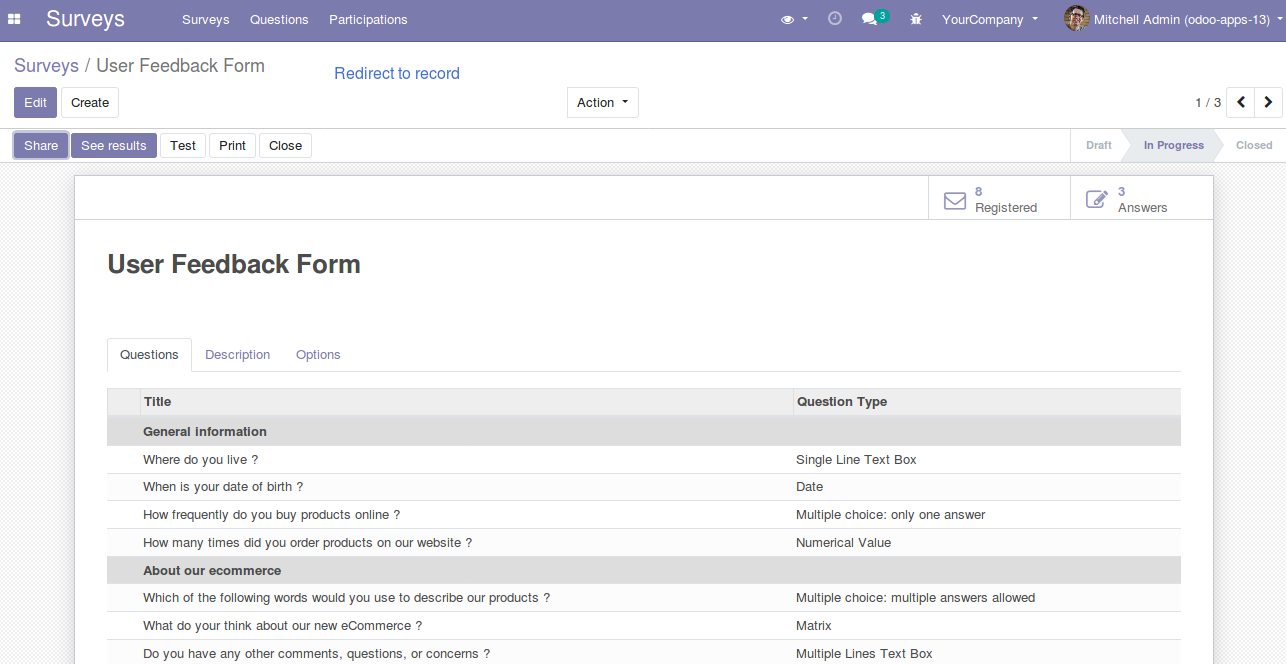 Surveys Surveys Questions Participations 3 YourCompany Mitchell Admin (odoo-apps-13)
Surveys / User Feedback Form
Redirect to record
Edit Create Action 1 / 3
Share See results Test Print Close Draft In Progress Closed
8 Registered 3 Answers
User Feedback Form
Questions Description Options
Title Question Type
General information
Where do you live ? Single Line Text Box
When is your date of birth ? Date
How frequently do you buy products online ? Multiple choice: only one answer
How many times did you order products on our website ? Numerical Value
About our ecommerce
Which of the following words would you use to describe our products ? Multiple choice: multiple answers allowed
What do your think about our new eCommerce ? Matrix
Do you have any other comments, questions, or concerns ? Multiple Lines Text Box